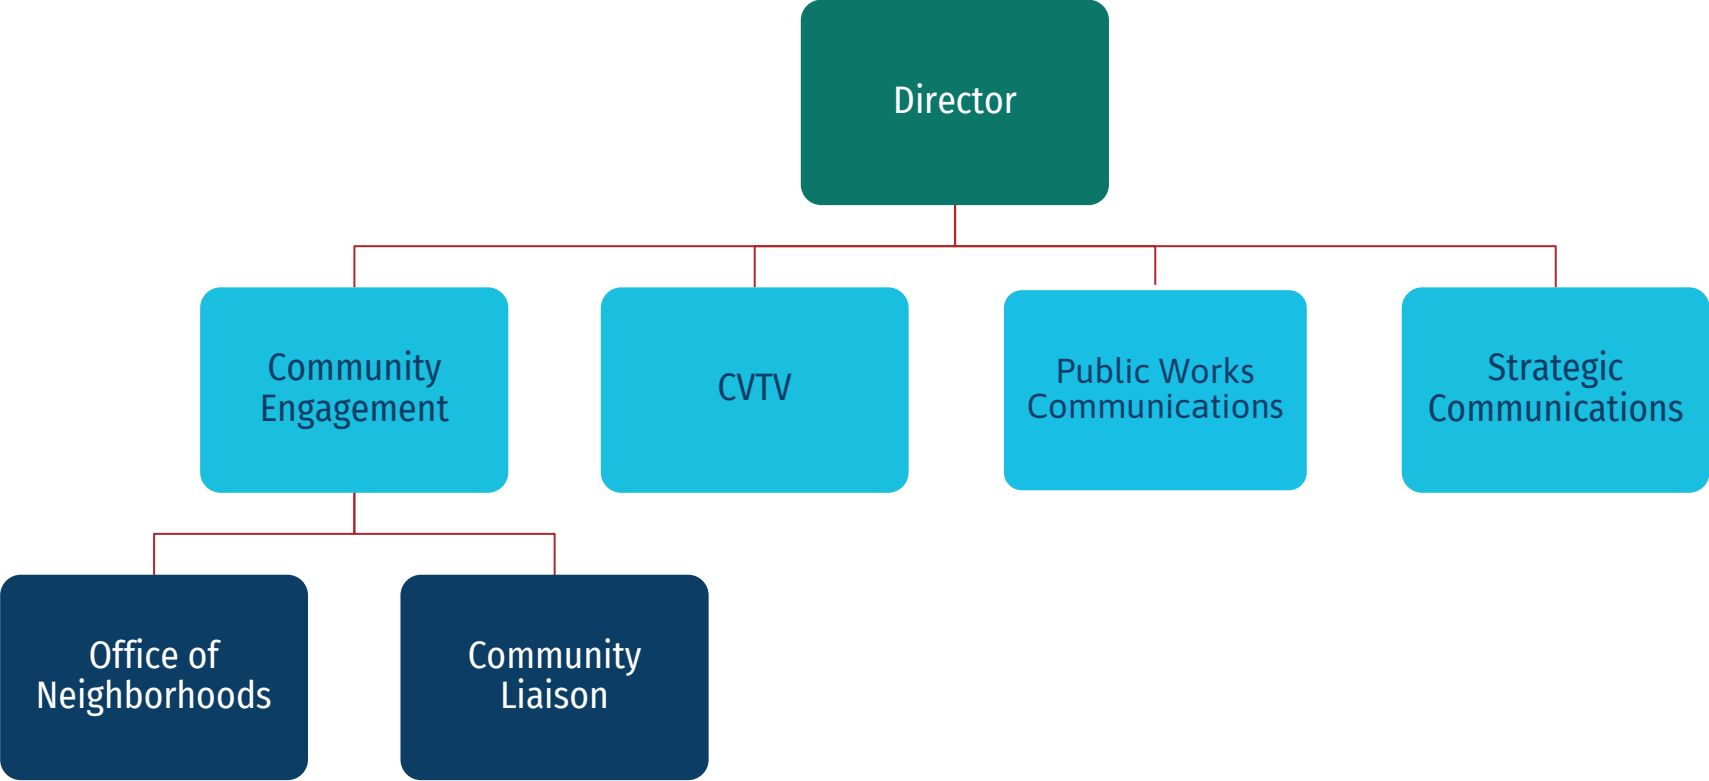 Director
Community
Engagement
CVTV
Public Works
Communications
Strategic
Communications
Office of
Neighborhoods
Community
Liaison